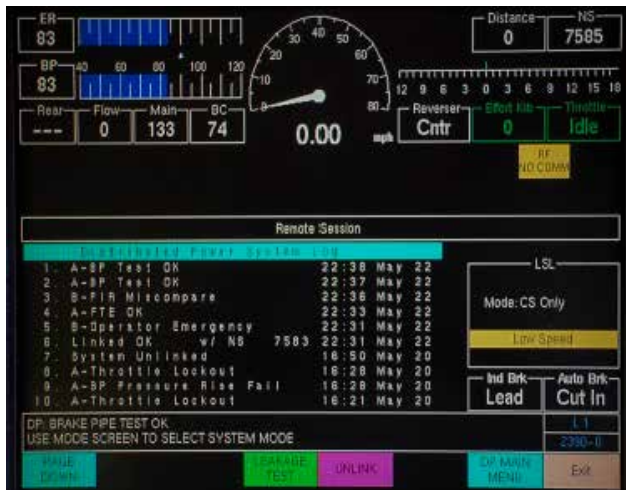 ER
83
BP
83
40 60 80 100 120
Rear
---
Flow
0
Main
133
BC
74
0 10 20 30 40 50 60 70 80
0.00 mph
Distance
0
NS
7585
12 9 6 3 0 3 6 9 12 15 18
Reverser
Cntr
Effort Klb
0
Throttle
Idle
RF
NO COMM
Remote Session
Distributed Power System Log
1. A-BP Test OK 22:38 May 22
2. A-BP Test OK 22:37 May 22
3. B-PIR Miscompare 22:36 May 22
4. A-FTE OK 22:33 May 22
5. B-Operator Emergency 22:31 May 22
6. Linked OK w/ NS 7583 22:31 May 22
7. System Unlinked 16:50 May 20
8. A-Throttle Lockout 16:28 May 20
9. A-BP Pressure Rise Fail 16:28 May 20
10. A-Throttle Lockout 16:21 May 20
LSL
Mode: CS Only
Low Speed
Ind Brk
Lead
Auto Brk
Cut In
DP: BRAKE PIPE TEST OK
USE MODE SCREEN TO SELECT SYSTEM MODE
L 1
2390-0
PAGE
DOWN
LEAKAGE
TEST
UNLINK
DP MAIN
MENU
Exit